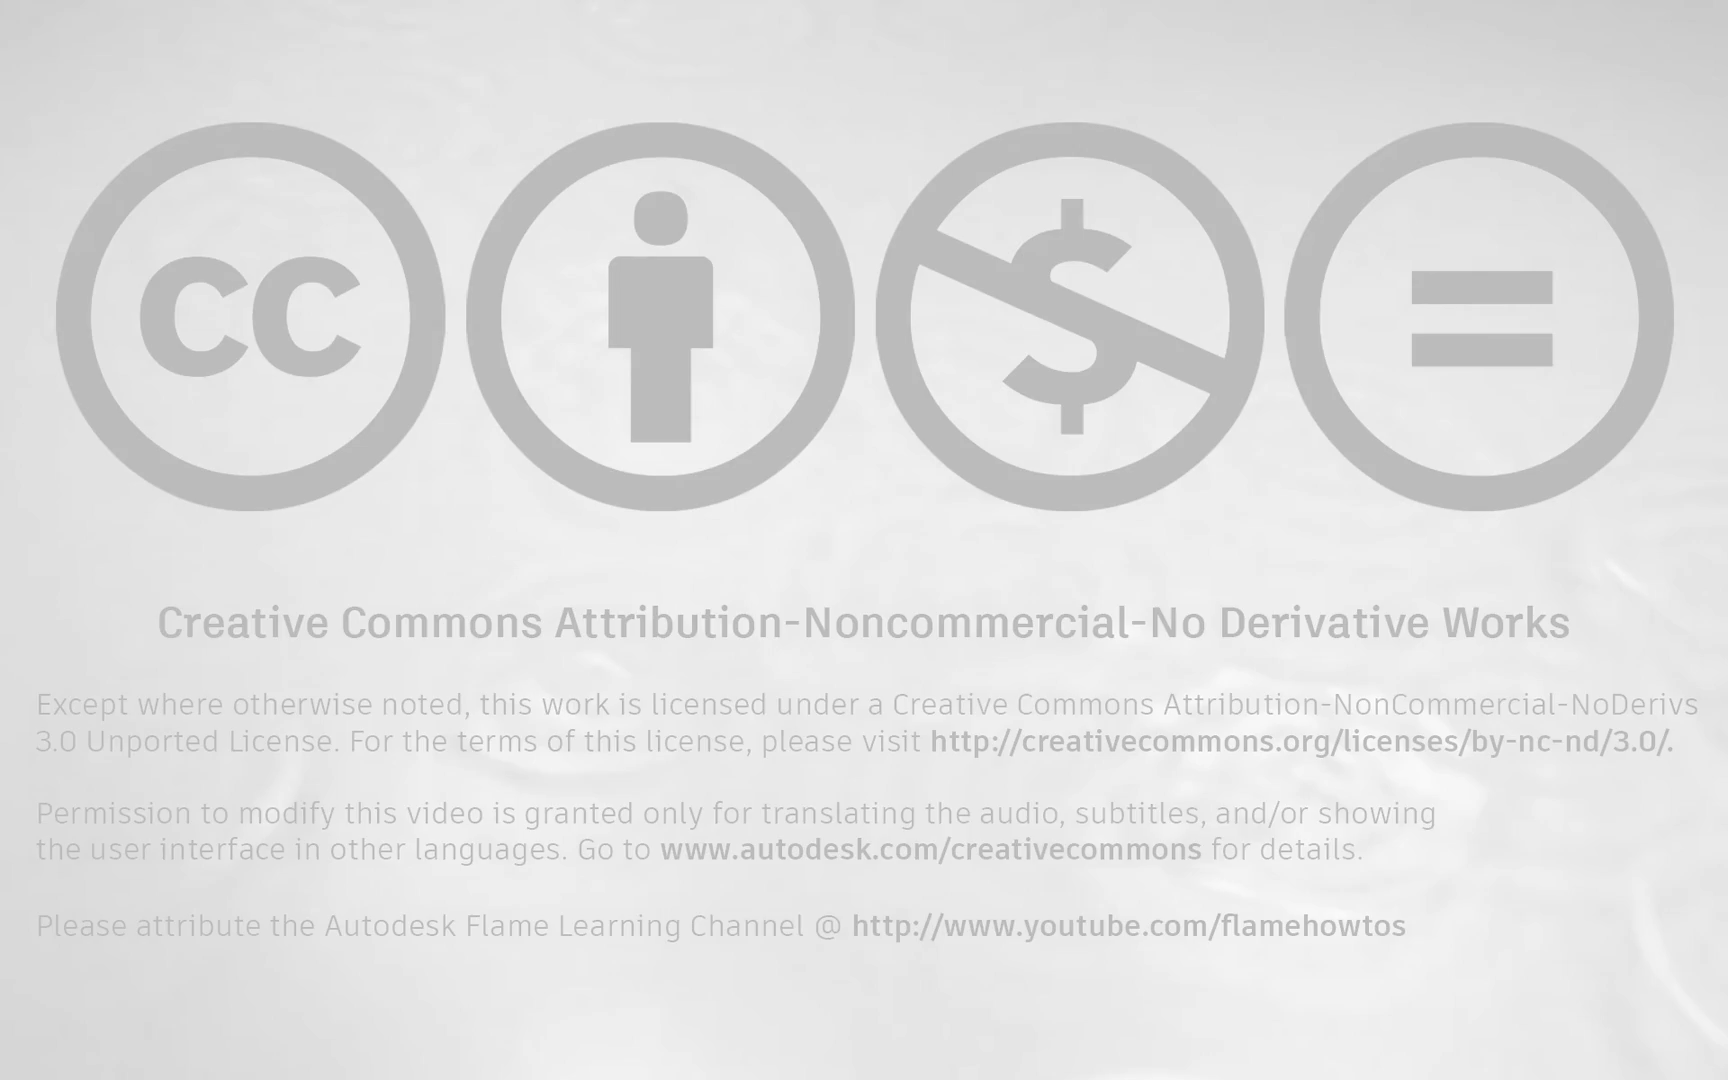 cc
$
=
Creative Commons Attribution-Noncommercial-No Derivative Works
Except where otherwise noted, this work is licensed under a Creative Commons Attribution-NonCommercial-NoDerivs
3.0 Unported License. For the terms of this license, please visit http://creativecommons.org/licenses/by-nc-nd/3.0/.
Permission to modify this video is granted only for translating the audio, subtitles, and/or showing
the user interface in other languages. Go to www.autodesk.com/creativecommons for details.
Please attribute the Autodesk Flame Learning Channel @ http://www.youtube.com/flamehowtos